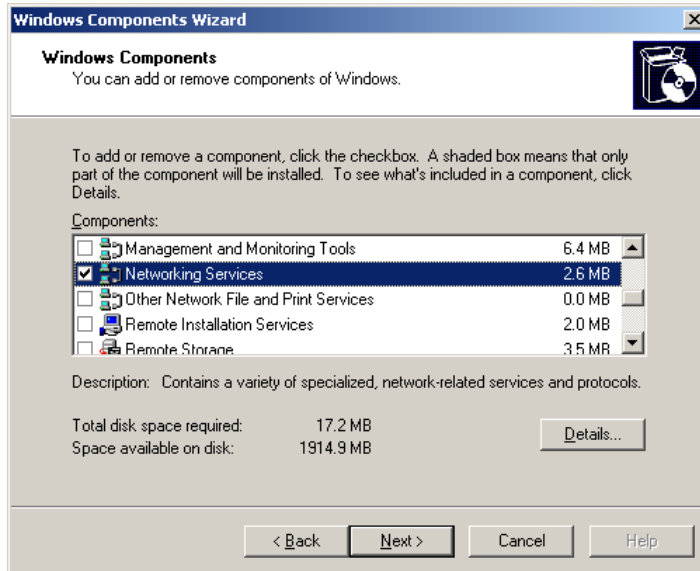 Windows Components Wizard
Windows Components
You can add or remove components of Windows.
To add or remove a component, click the checkbox. A shaded box means that only
part of the component will be installed. To see what's included in a component, click
Details.
Components:
Management and Monitoring Tools 6.4 MB
Networking Services 2.6 MB
Other Network File and Print Services 0.0 MB
Remote Installation Services 2.0 MB
Remote Storage 3.5 MB
Description: Contains a variety of specialized, network-related services and protocols.
Total disk space required: 17.2 MB
Space available on disk: 1914.9 MB
Details...
< Back Next > Cancel Help